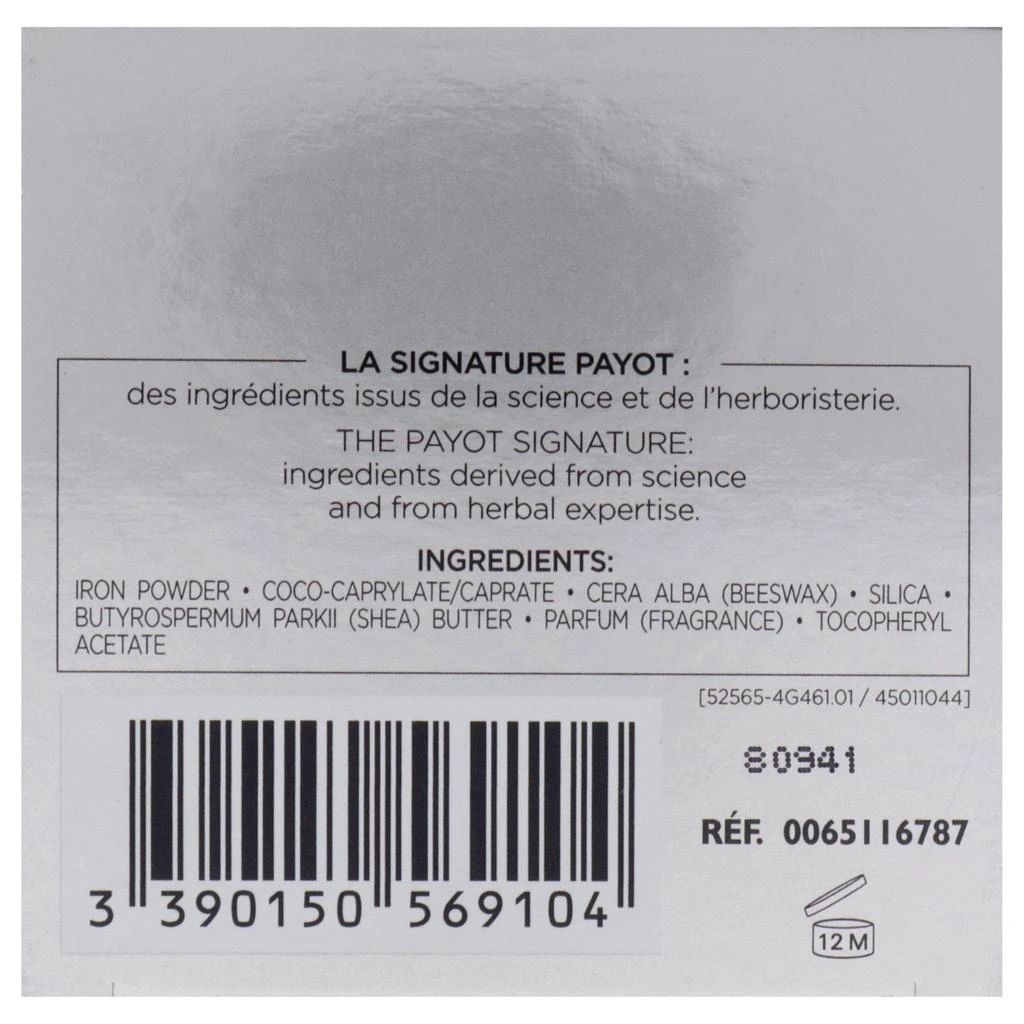 LA SIGNATURE PAYOT :
des ingrédients issus de la science et de l'herboristerie.
THE PAYOT SIGNATURE:
ingredients derived from science
and from herbal expertise.
INGREDIENTS:
IRON POWDER • COCO-CAPRYLATE/CAPRATE • CERA ALBA (BEESWAX) • SILICA •
BUTYROSPERMUM PARKII (SHEA) BUTTER • PARFUM (FRAGRANCE) • TOCOPHERYL
ACETATE
[52565-4G461.01 / 45011044]
80941
RÉF. 0065116787
3 390150 569104
12 M